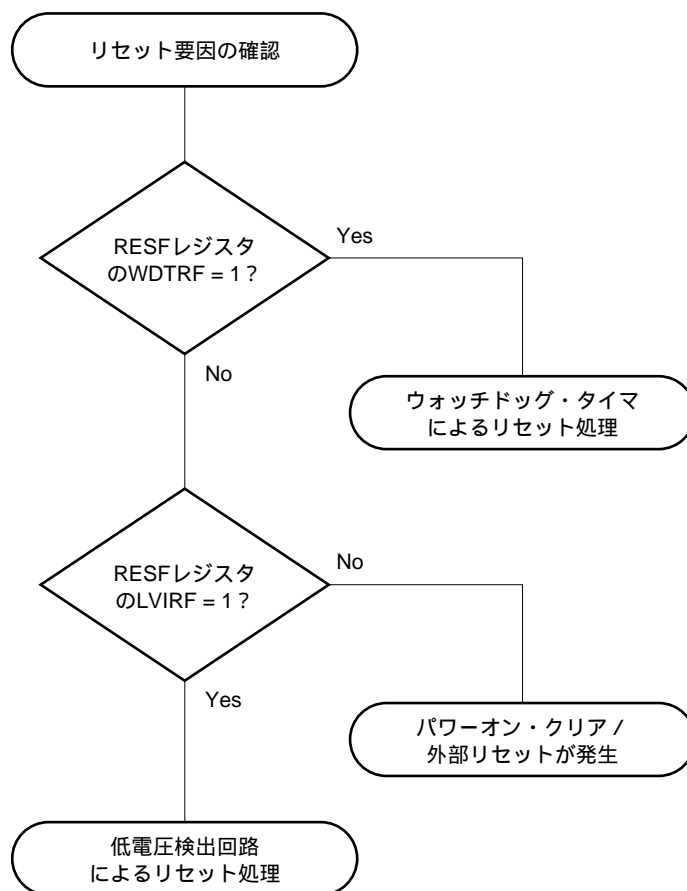 リセット要因の確認
RESFレジスタ
のWDTRF = 1？
Yes
No
ウォッチドッグ・タイマ
によるリセット処理
RESFレジスタ
のLVIRF = 1？
No
Yes
パワーオン・クリア /
外部リセットが発生
低電圧検出回路
によるリセット処理